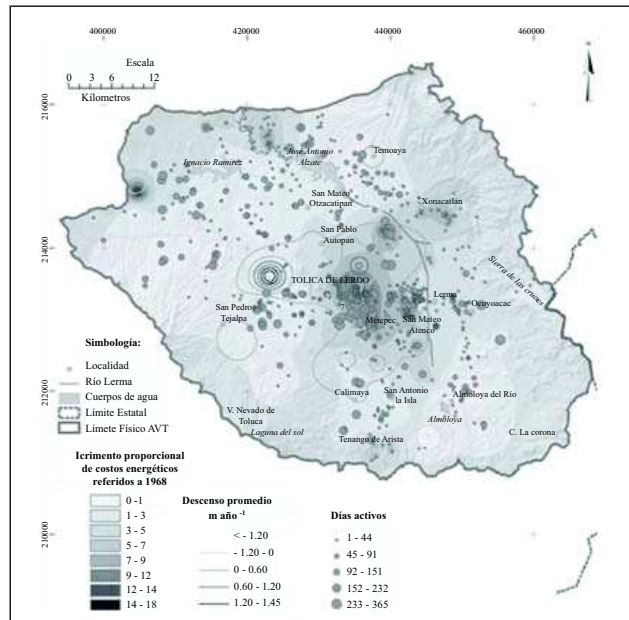 400000 420000 440000 460000
Escala
0 3 6 12
Kílometros
216000
214000
212000
210000
Ignacio Ramírez
José Antonio
Alzate
Temoaya
San Mateo
Otzacatipan
Xonacatlán
San Pablo
Autopan
TOLICA DE LERDO
Sierra de las cruces
San Pedro
Tejalpa
7
Lerma
Ocoyoacac
Metepec
San Mateo
Atenco
Calimaya
San Antonio
la Isla
Almoloya del Río
V. Nevado de
Toluca
Laguna del sol
Almoloya
C. La corona
Tenango de Arista
Simbología:
Localidad
Río Lerma
Cuerpos de agua
Límite Estatal
Límete Físico AVT
Icrimento proporcional
de costos energéticos
referidos a 1968
0 -1
1 - 3
3 - 5
5 - 7
7 - 9
9 - 12
12 - 14
14 - 18
Descenso promedio
m año -1
< - 1.20
- 1.20 - 0
0 - 0.60
0.60 - 1.20
1.20 - 1.45
Días activos
1 - 44
45 - 91
92 - 151
152 - 232
233 - 365